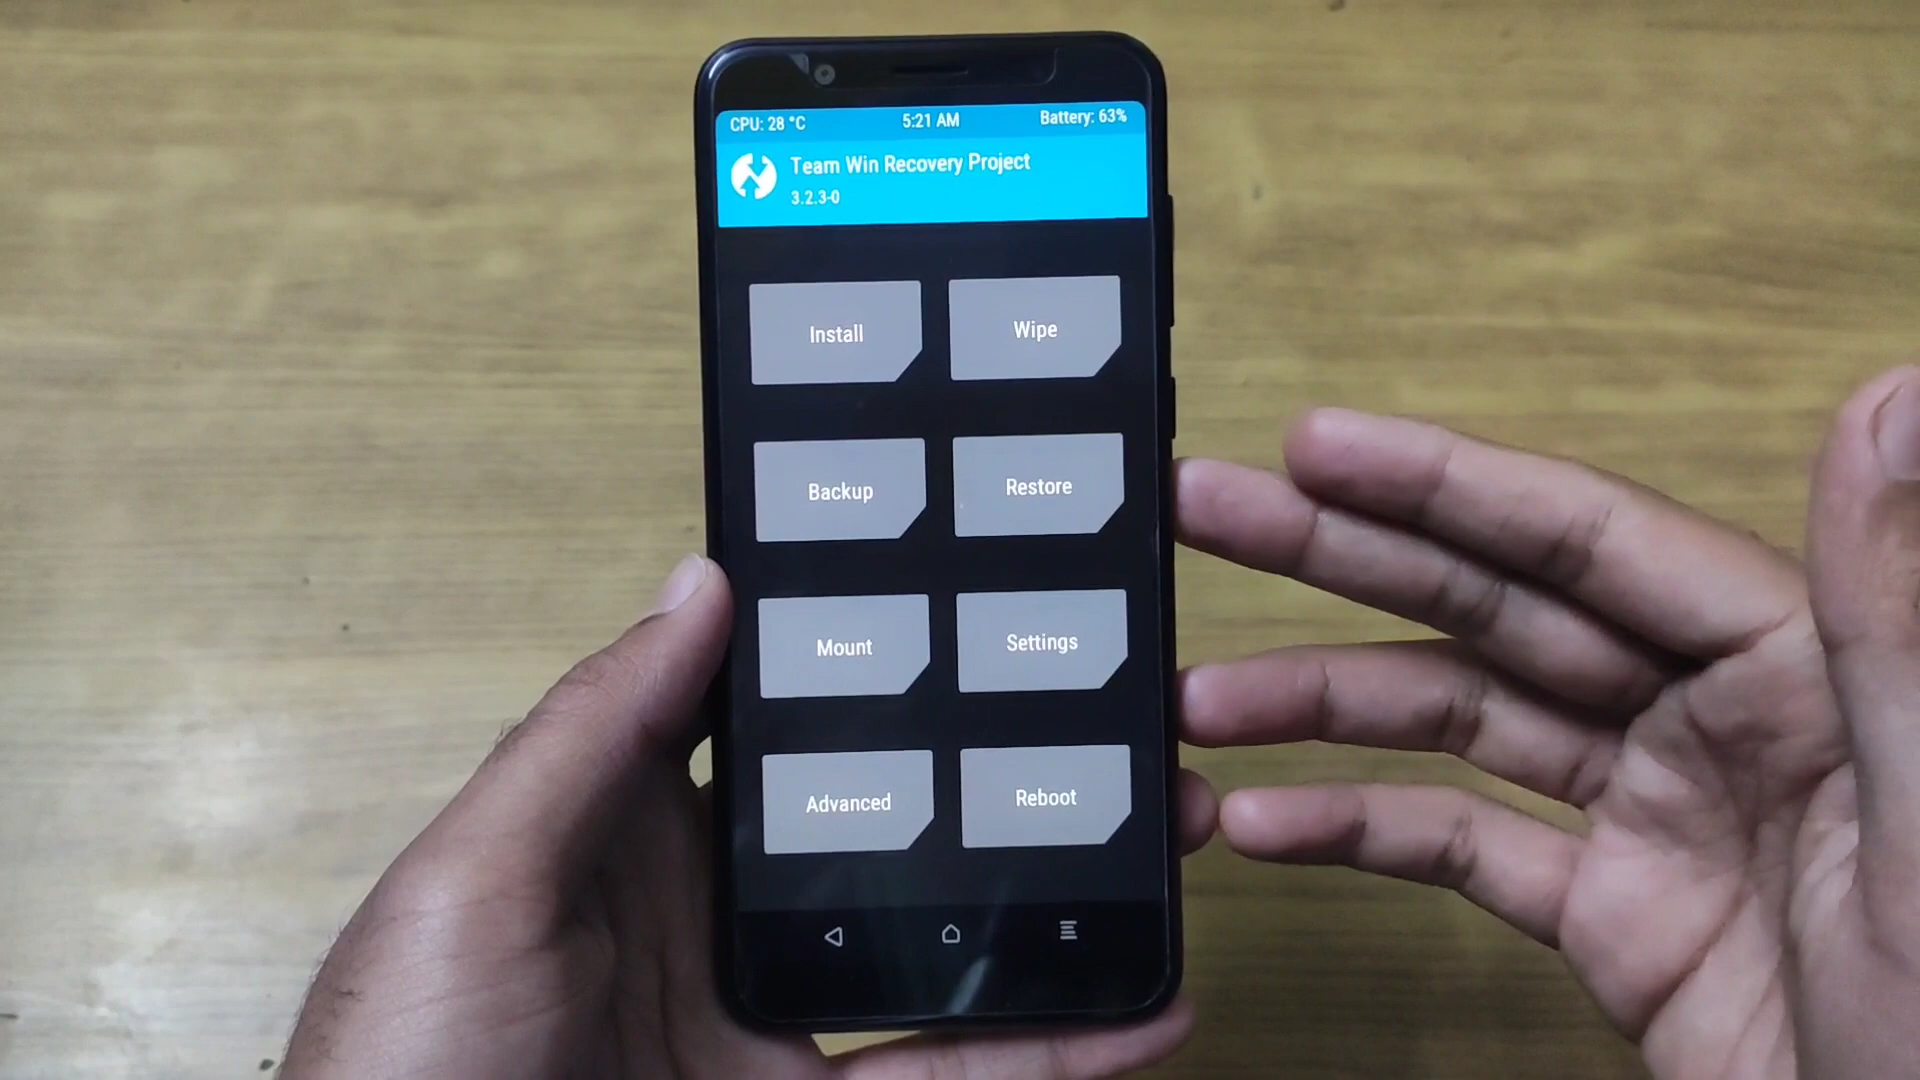 CPU: 28 °C 5:21 AM Battery: 63%
Team Win Recovery Project
3.2.3-0
Install Wipe
Backup Restore
Mount Settings
Advanced Reboot